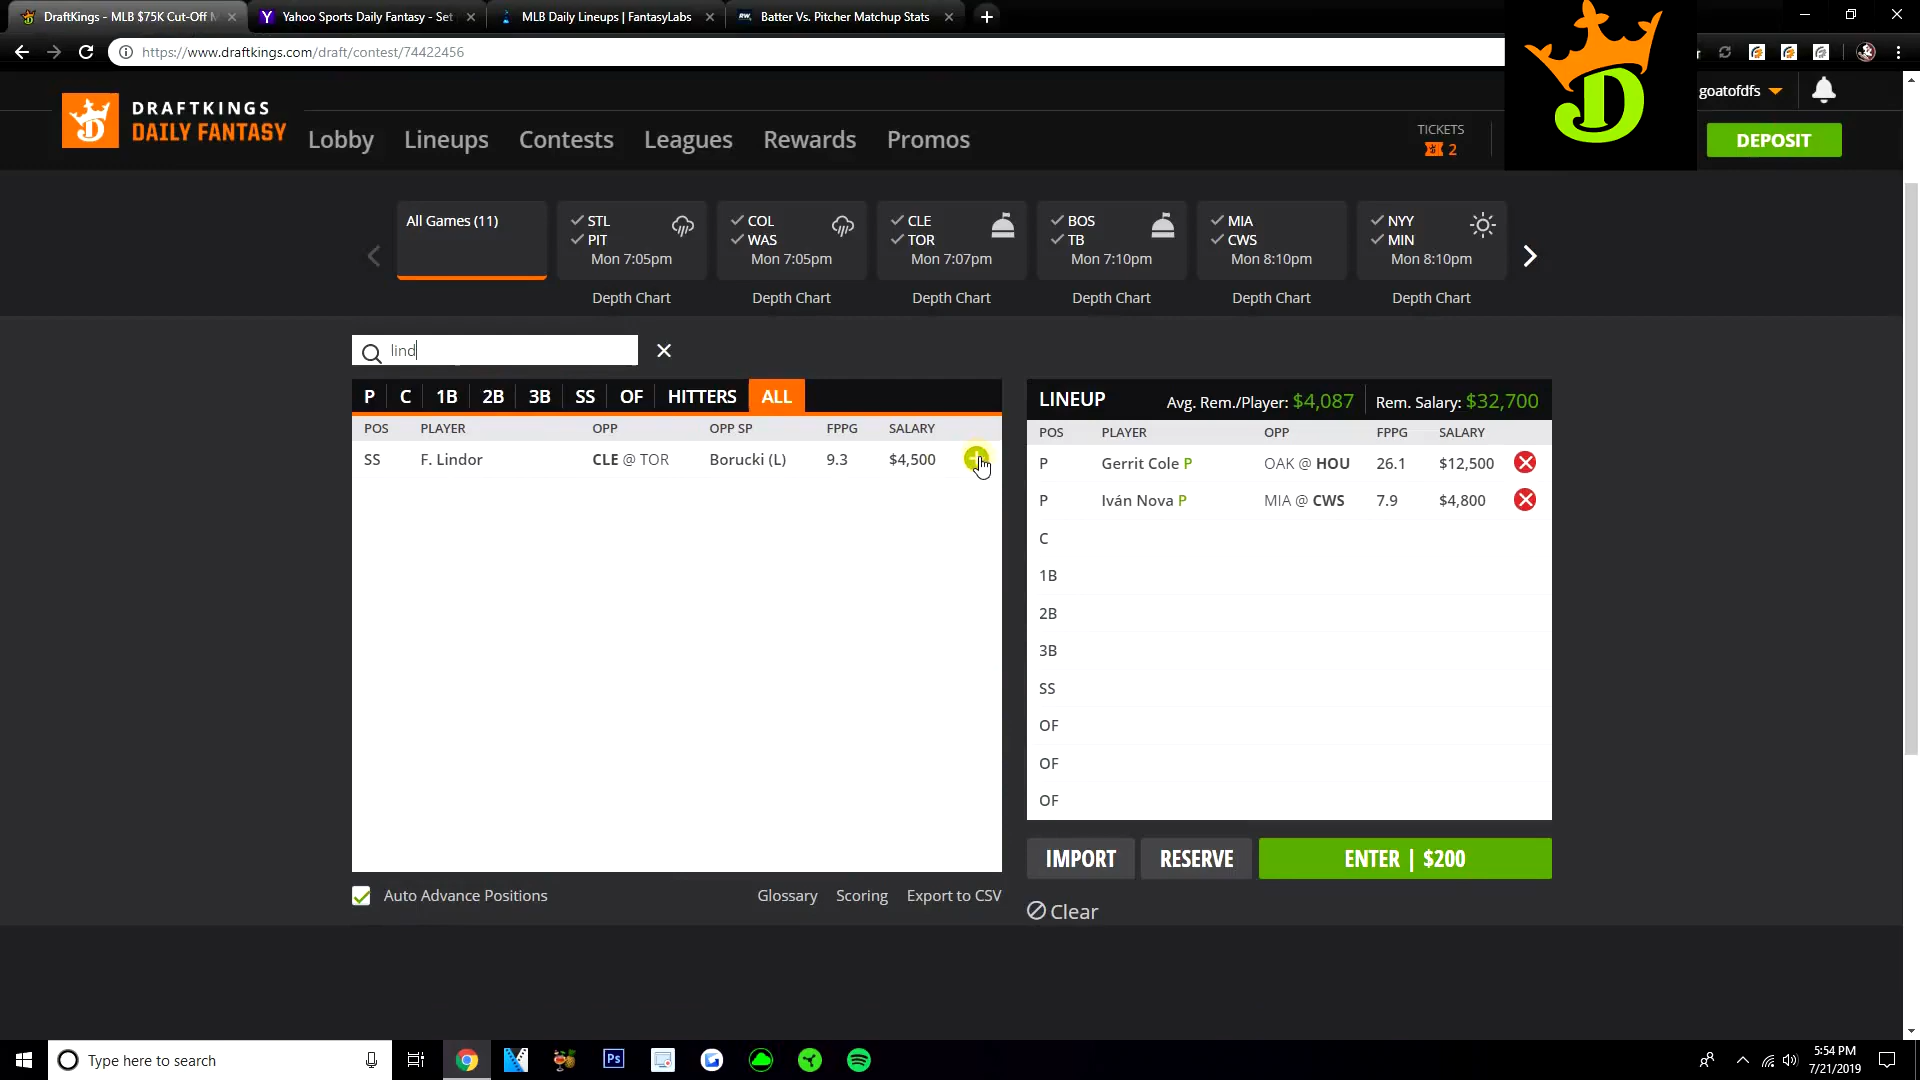 DraftKings - MLB $75K Cut-Off M
Yahoo Sports Daily Fantasy - Set
MLB Daily Lineups | FantasyLabs
RW Batter Vs. Pitcher Matchup Stats
https://www.draftkings.com/draft/contest/74422456
DRAFTKINGS
DAILY FANTASY
Lobby Lineups Contests Leagues Rewards Promos
TICKETS
2
goatofdfs
DEPOSIT
All Games (11)
STL
PIT
Mon 7:05pm
Depth Chart
COL
WAS
Mon 7:05pm
Depth Chart
CLE
TOR
Mon 7:07pm
Depth Chart
BOS
TB
Mon 7:10pm
Depth Chart
MIA
CWS
Mon 8:10pm
Depth Chart
NYY
MIN
Mon 8:10pm
Depth Chart
lind
P C 1B 2B 3B SS OF HITTERS ALL
POS PLAYER OPP OPP SP FPPG SALARY
SS F. Lindor CLE @ TOR Borucki (L) 9.3 $4,500
Auto Advance Positions Glossary Scoring Export to CSV
LINEUP Avg. Rem./Player: $4,087 Rem. Salary: $32,700
POS PLAYER OPP FPPG SALARY
P Gerrit Cole P OAK @ HOU 26.1 $12,500
P Iván Nova P MIA @ CWS 7.9 $4,800
C
1B
2B
3B
SS
OF
OF
OF
IMPORT RESERVE ENTER | $200
Clear
Type here to search
Ps
5:54 PM
7/21/2019